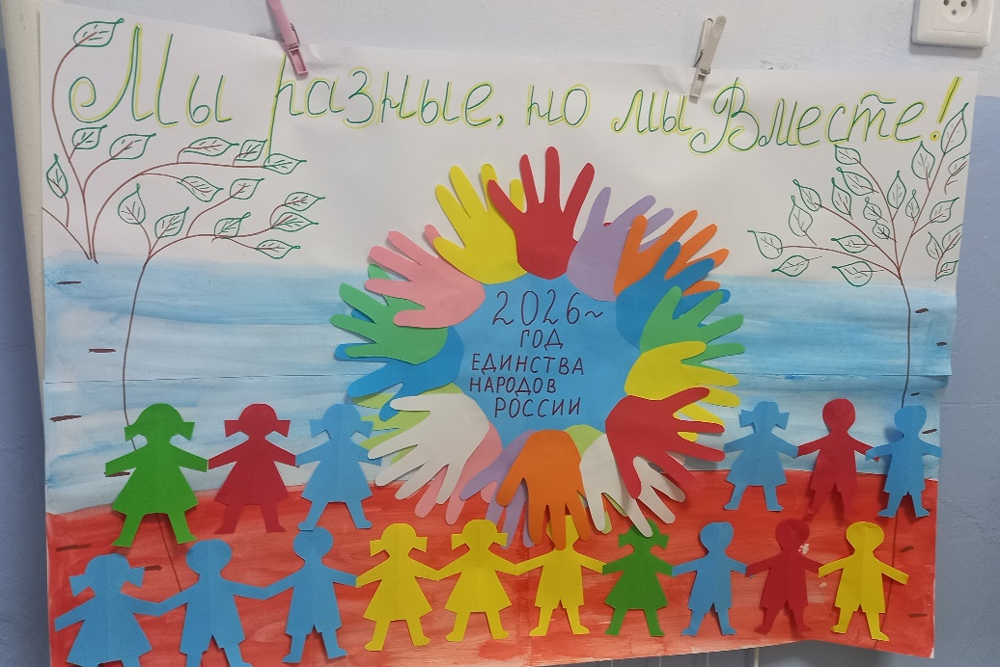 Мы разные, но мы Вместе!
2026~
ГОД
ЕДИНСТВА
НАРОДОВ
РОССИИ